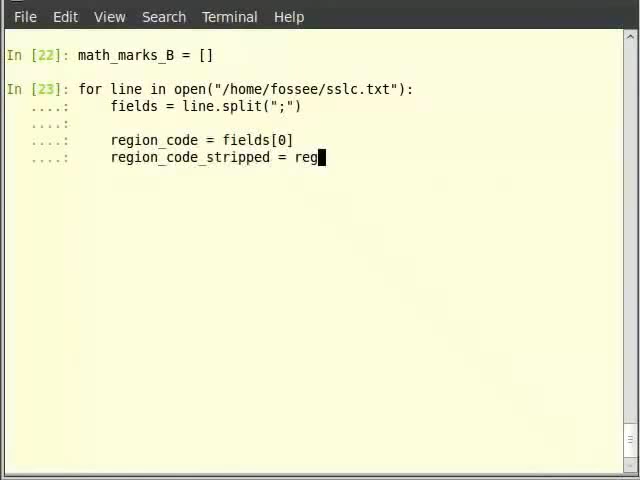 File Edit View Search Terminal Help
In [22]: math_marks_B = []
In [23]: for line in open("/home/fossee/sslc.txt"):
....: fields = line.split(";")
....:
....: region_code = fields[0]
....: region_code_stripped = reg